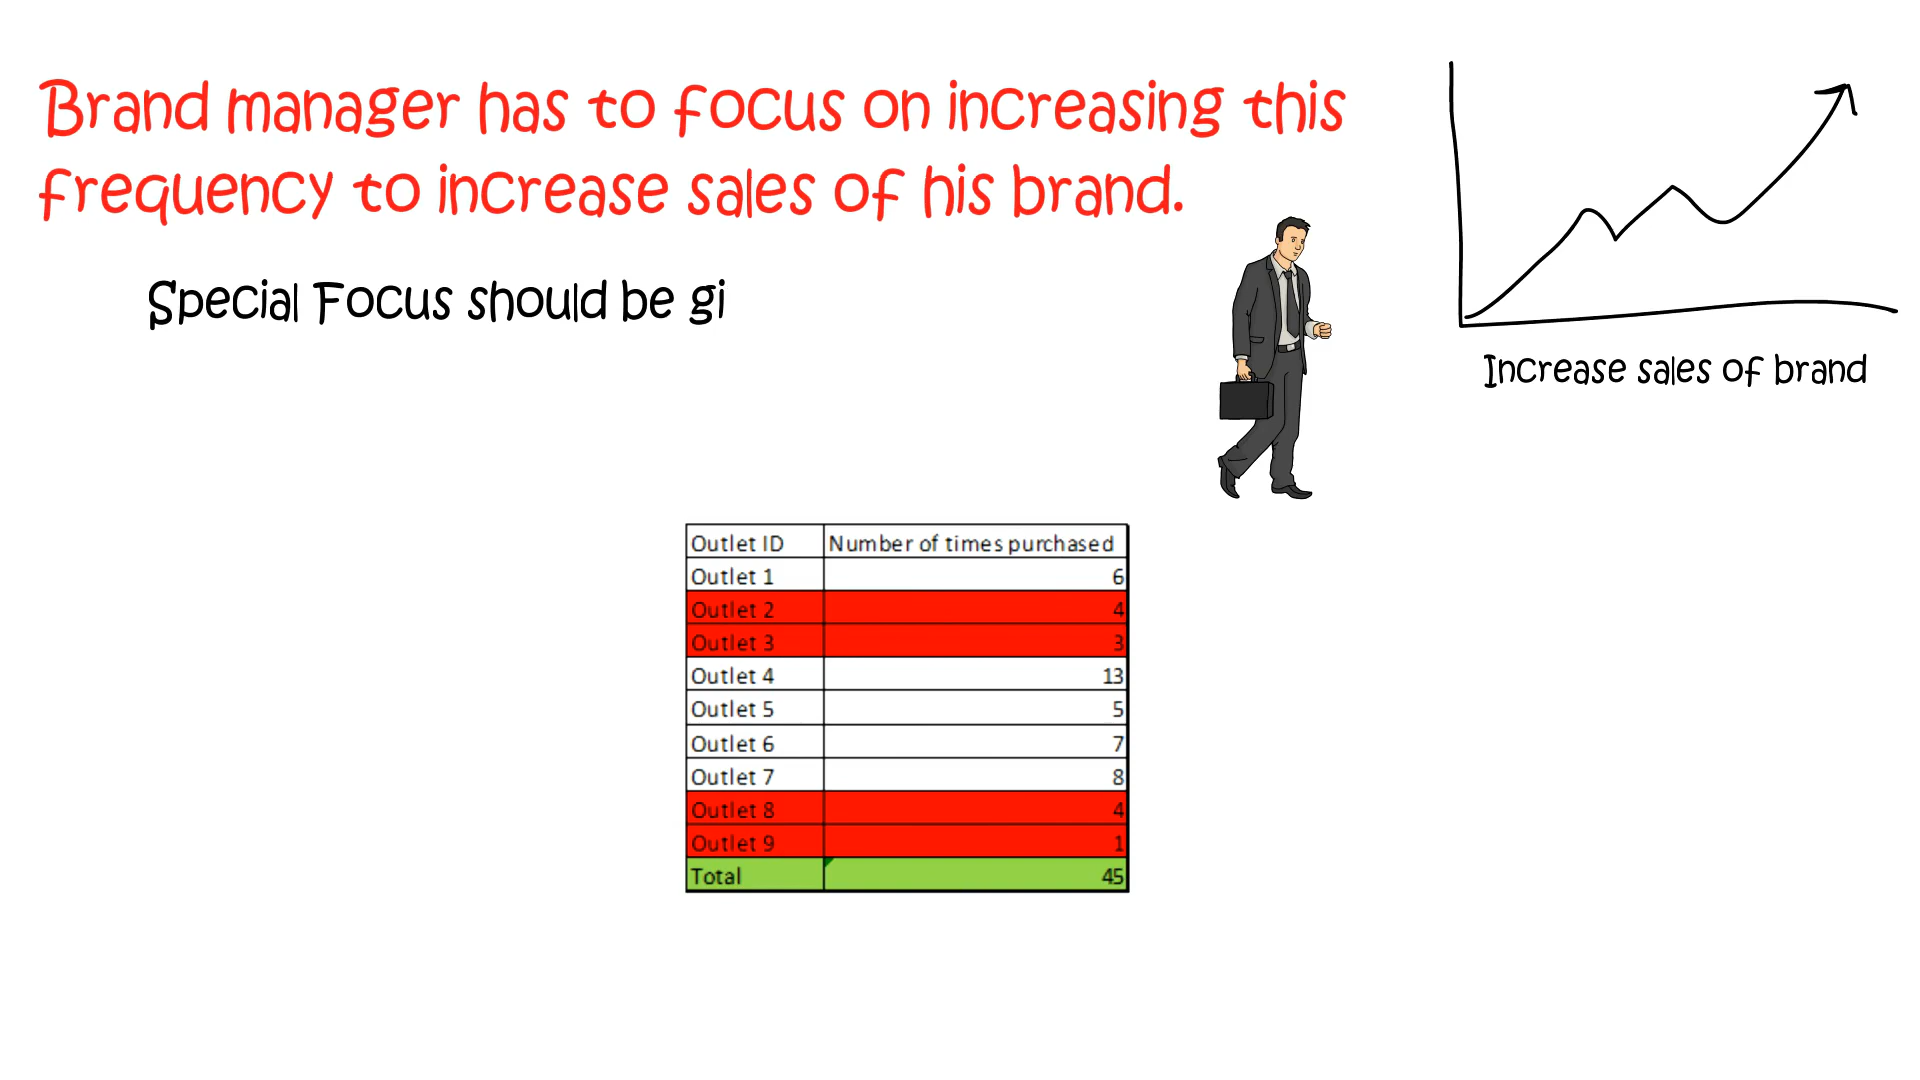 Brand manager has to focus on increasing this
frequency to increase sales of his brand.
Special Focus should be gi
Increase sales of brand
Outlet ID Number of times purchased
Outlet 1 6
Outlet 2 4
Outlet 3 3
Outlet 4 13
Outlet 5 5
Outlet 6 7
Outlet 7 8
Outlet 8 4
Outlet 9 1
Total 45